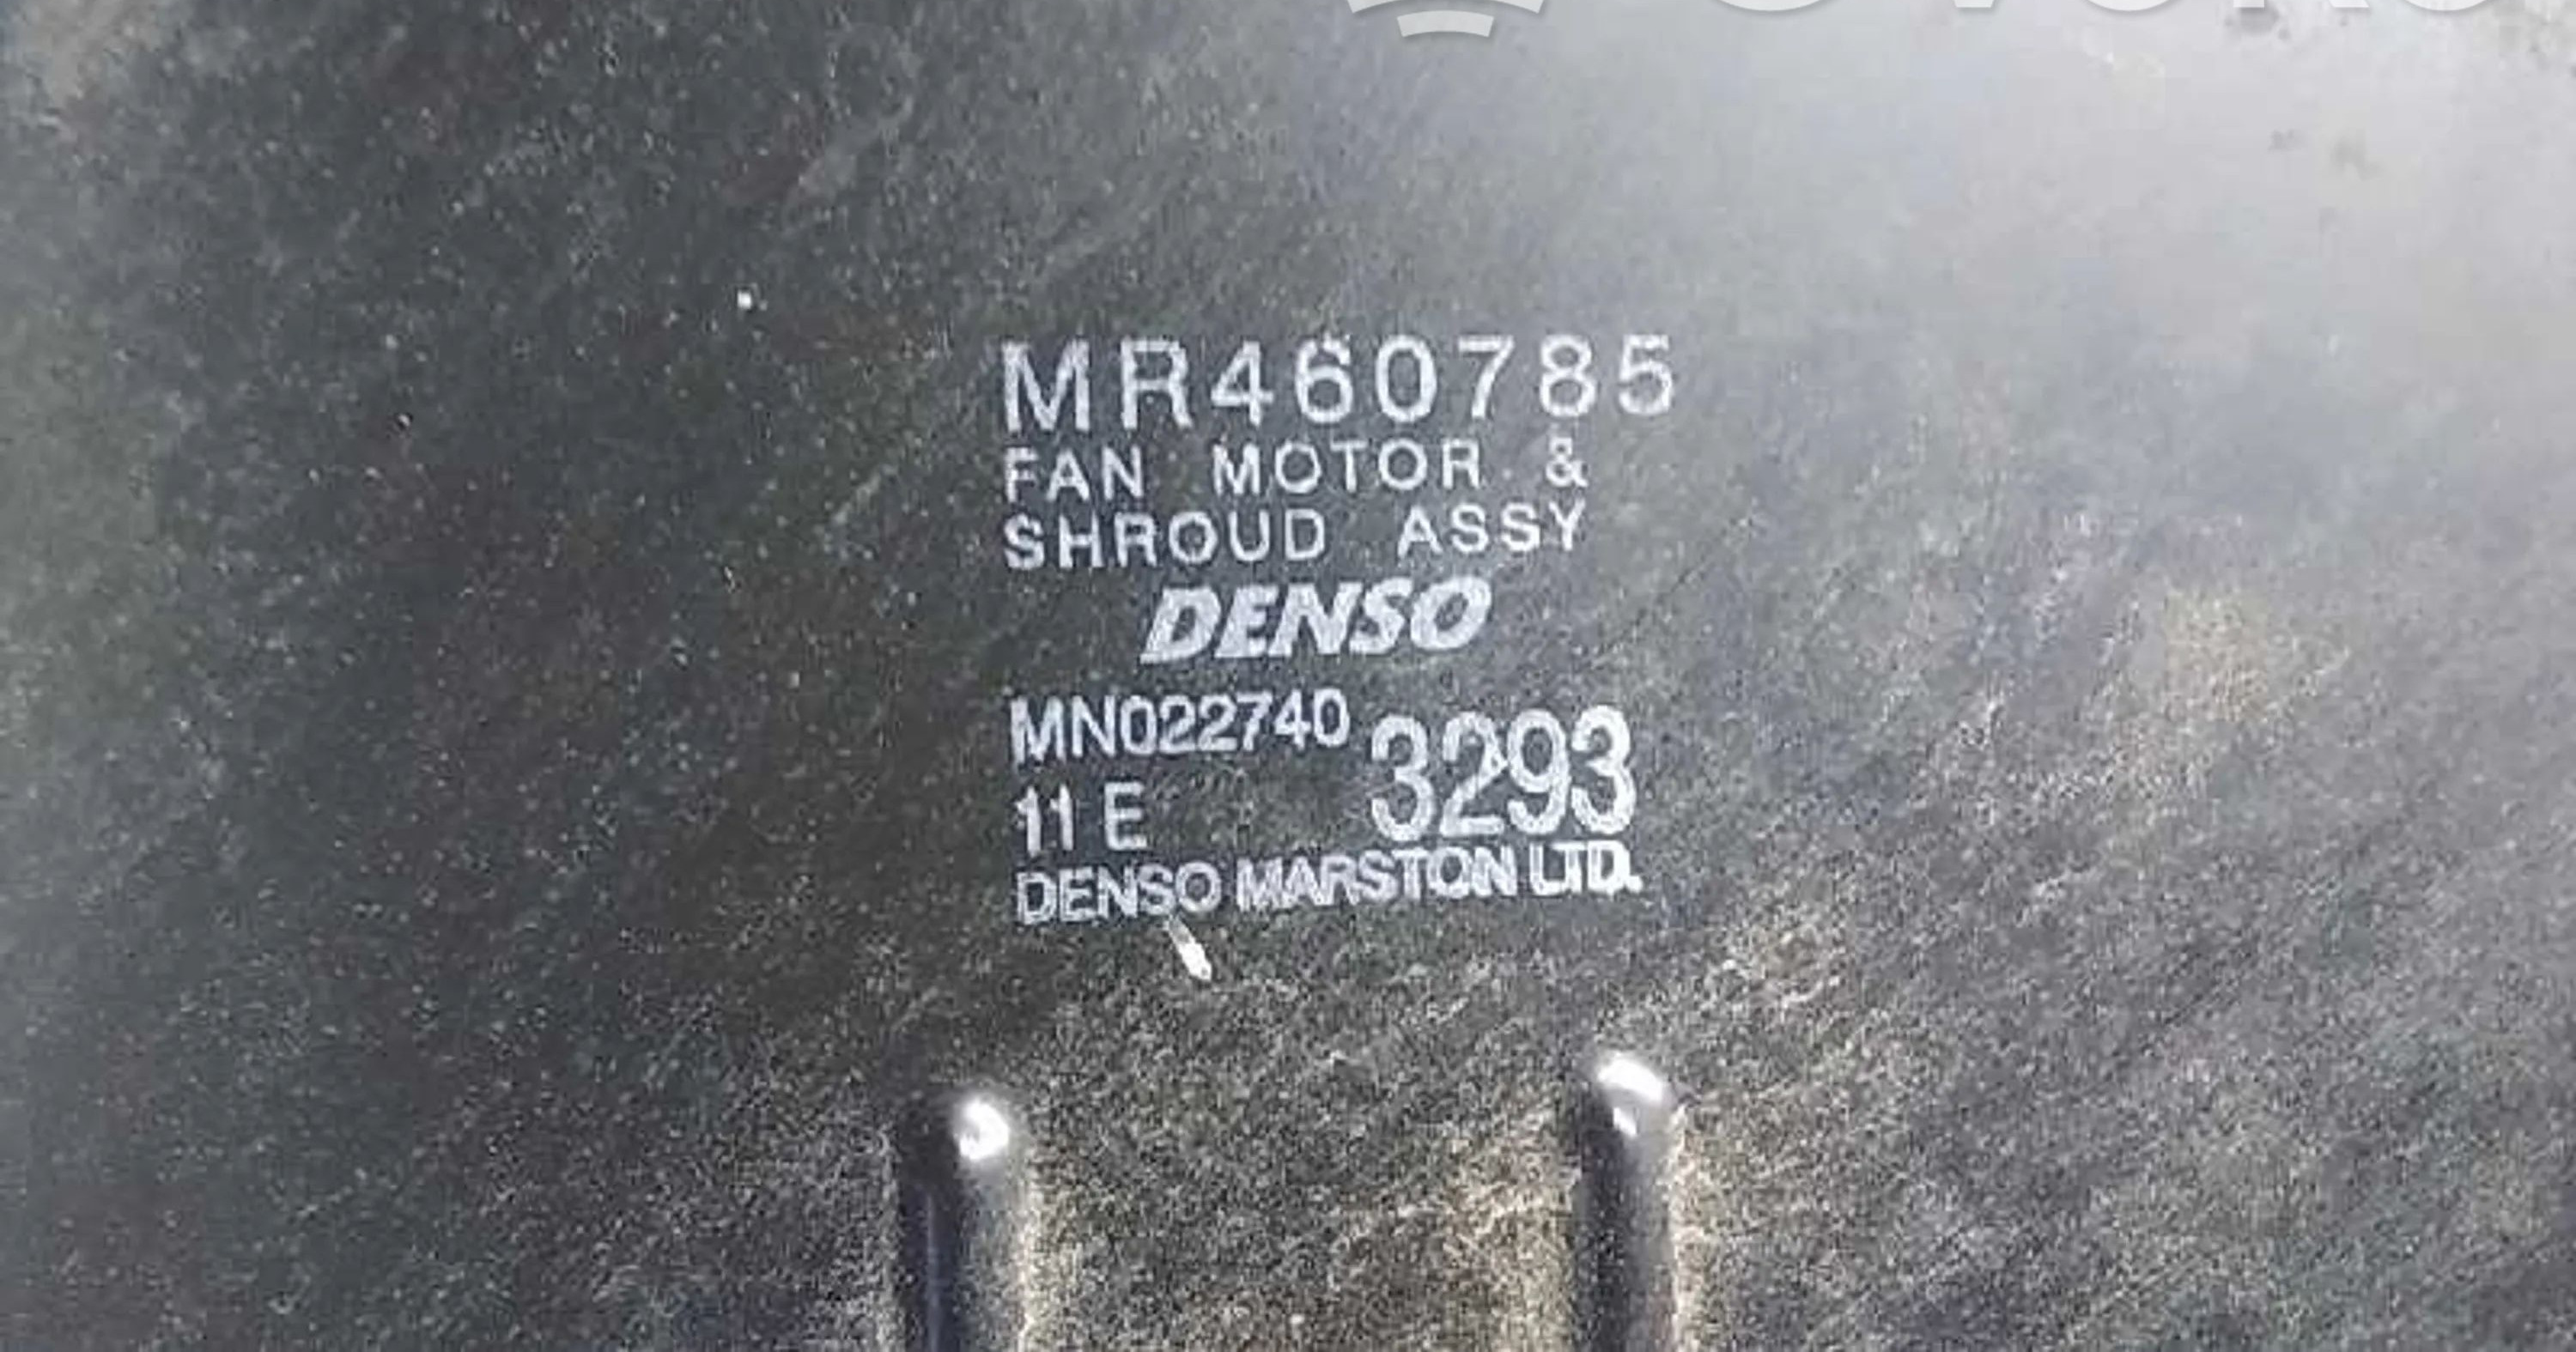 MR460785
FAN MOTOR &
SHROUD ASSY
DENSO
MN022740
3293
11 E
DENSO MARSTON LTD.